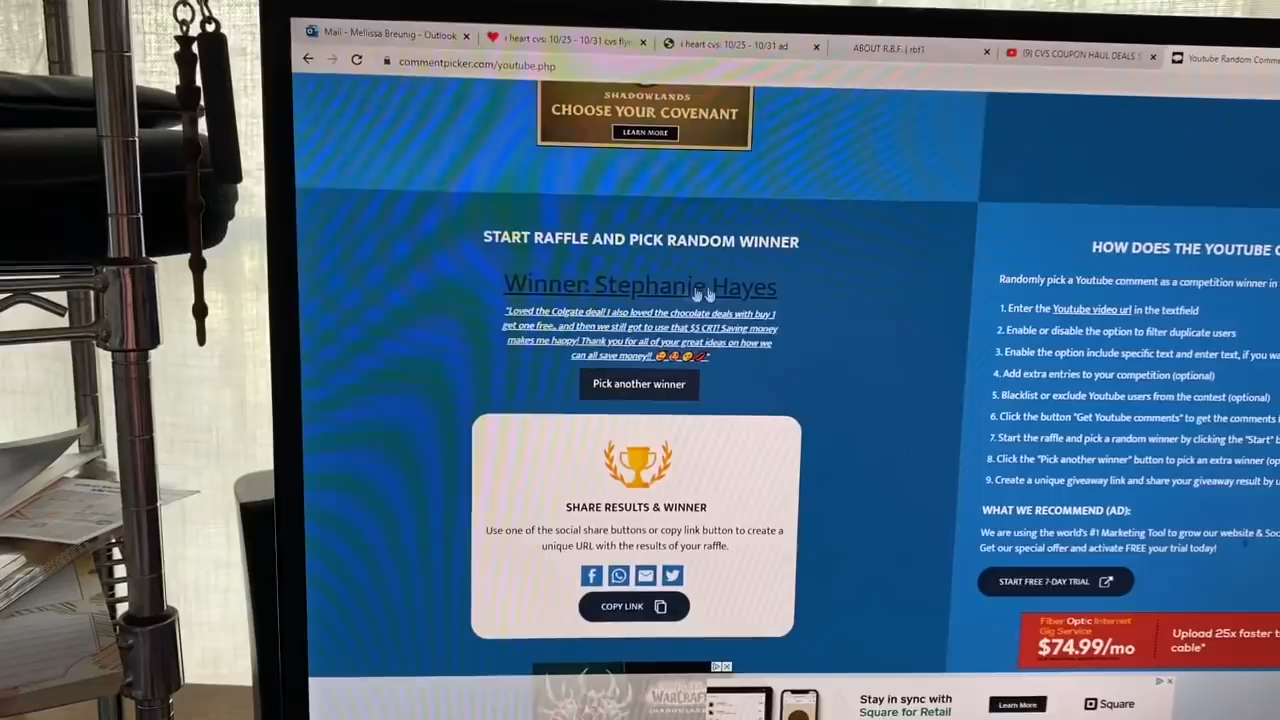 Mail - Mellissa Breunig - Outlook
i heart cvs: 10/25 - 10/31 cvs fly
i heart cvs: 10/25 - 10/31 ad
ABOUT R.B.F. | rbf1
(9) CVS COUPON HAUL DEALS
Youtube Random Comme
commentpicker.com/youtube.php
SHADOWLANDS
CHOOSE YOUR COVENANT
LEARN MORE
START RAFFLE AND PICK RANDOM WINNER
Winner: Stephanie Hayes
"Loved the Colgate deal! I also loved the chocolate deals with buy 1
get one free, and then we still got to use that $5 CRT! Saving money
makes me happy! Thank you for all of your great ideas on how we
can all save money!!
Pick another winner
SHARE RESULTS & WINNER
Use one of the social share buttons or copy link button to create a
unique URL with the results of your raffle.
COPY LINK
HOW DOES THE YOUTUBE
Randomly pick a Youtube comment as a competition winner in
1. Enter the Youtube video url in the textfield
2. Enable or disable the option to filter duplicate users
3. Enable the option include specific text and enter text, if you wa
4. Add extra entries to your competition (optional)
5. Blacklist or exclude Youtube users from the contest (optional)
6. Click the button "Get Youtube comments" to get the comments
7. Start the raffle and pick a random winner by clicking the "Start" b
8. Click the "Pick another winner" button to pick an extra winner (op
9. Create a unique giveaway link and share your giveaway result by u
WHAT WE RECOMMEND (AD):
We are using the world's #1 Marketing Tool to grow our website & Soc
Get our special offer and activate FREE your trial today!
START FREE 7-DAY TRIAL
Fiber Optic Internet
Gig Service
$74.99/mo
Upload 25x faster t
cable*
WARCRAF
SHADOWLANDS
Stay in sync with
Square for Retail
Learn More
Square